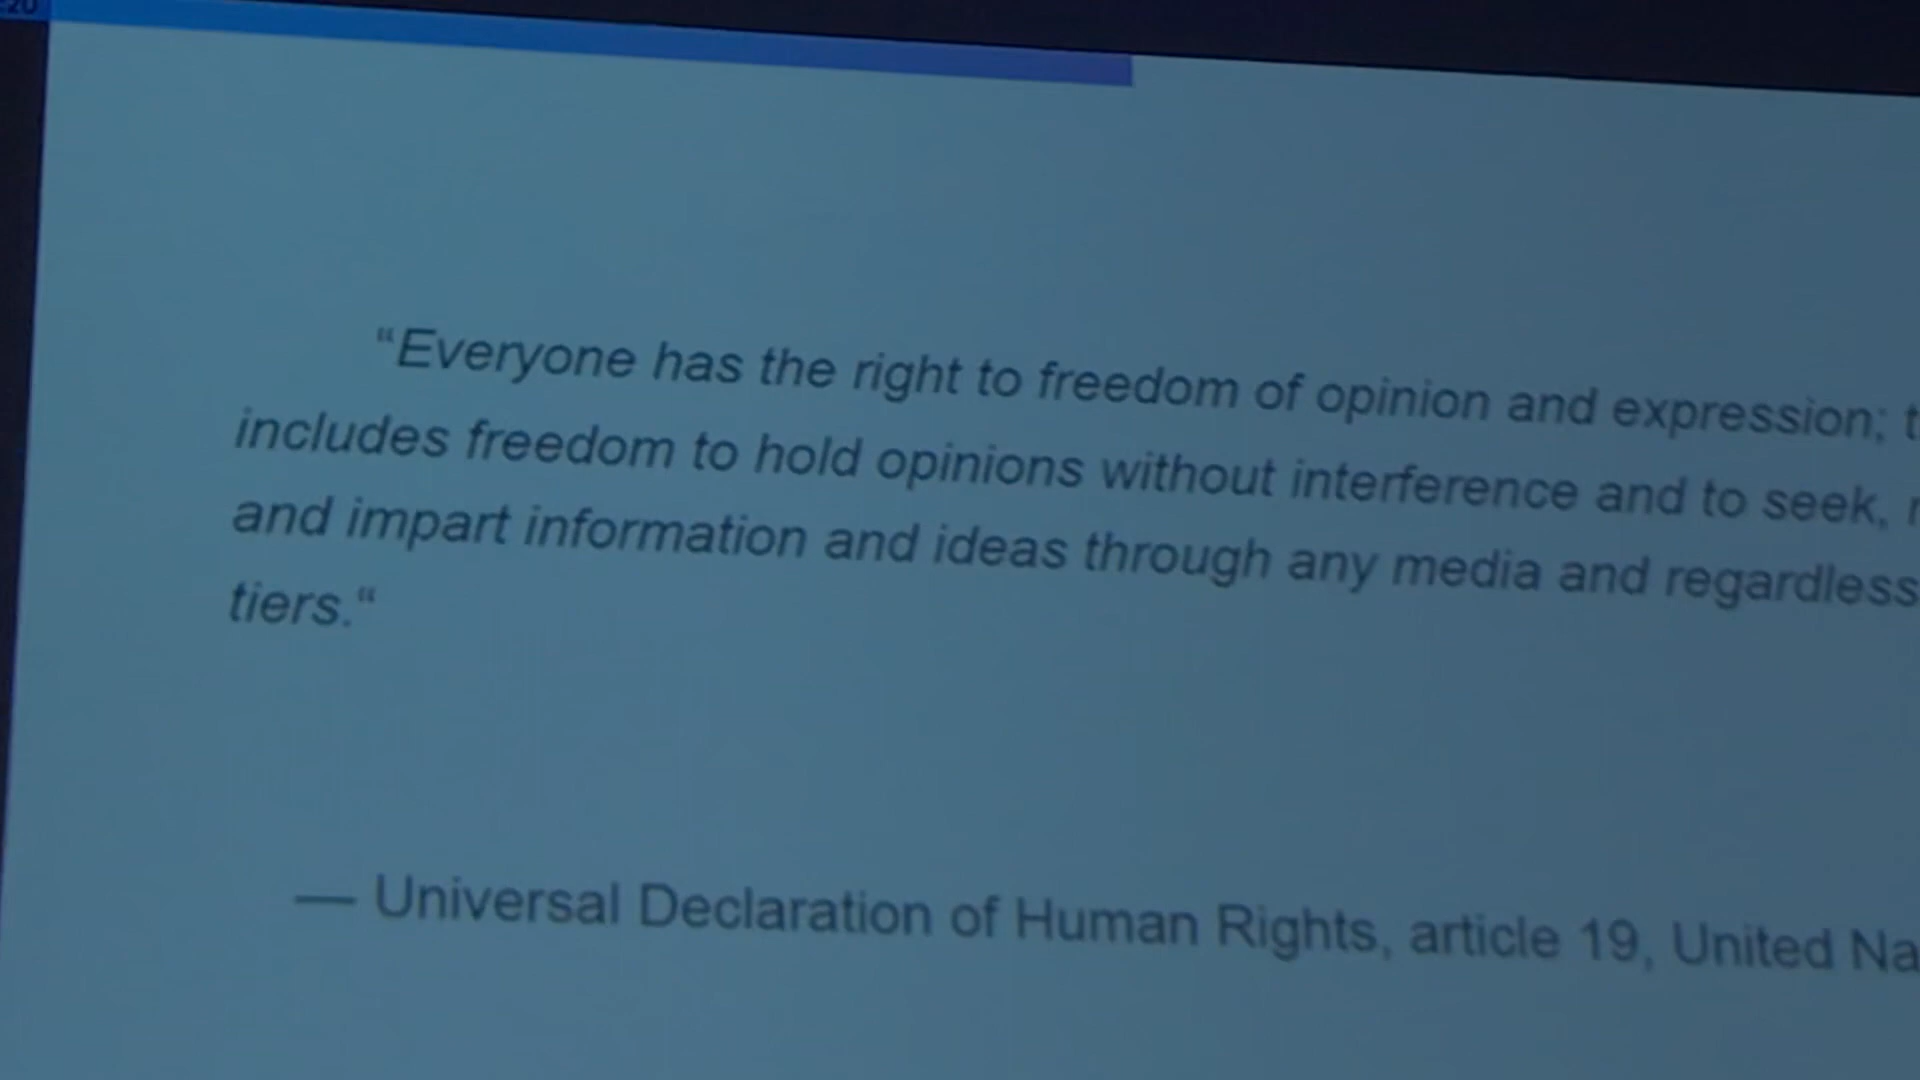 :20
“Everyone has the right to freedom of opinion and expression; t
includes freedom to hold opinions without interference and to seek, r
and impart information and ideas through any media and regardless
tiers.“
— Universal Declaration of Human Rights, article 19, United Na